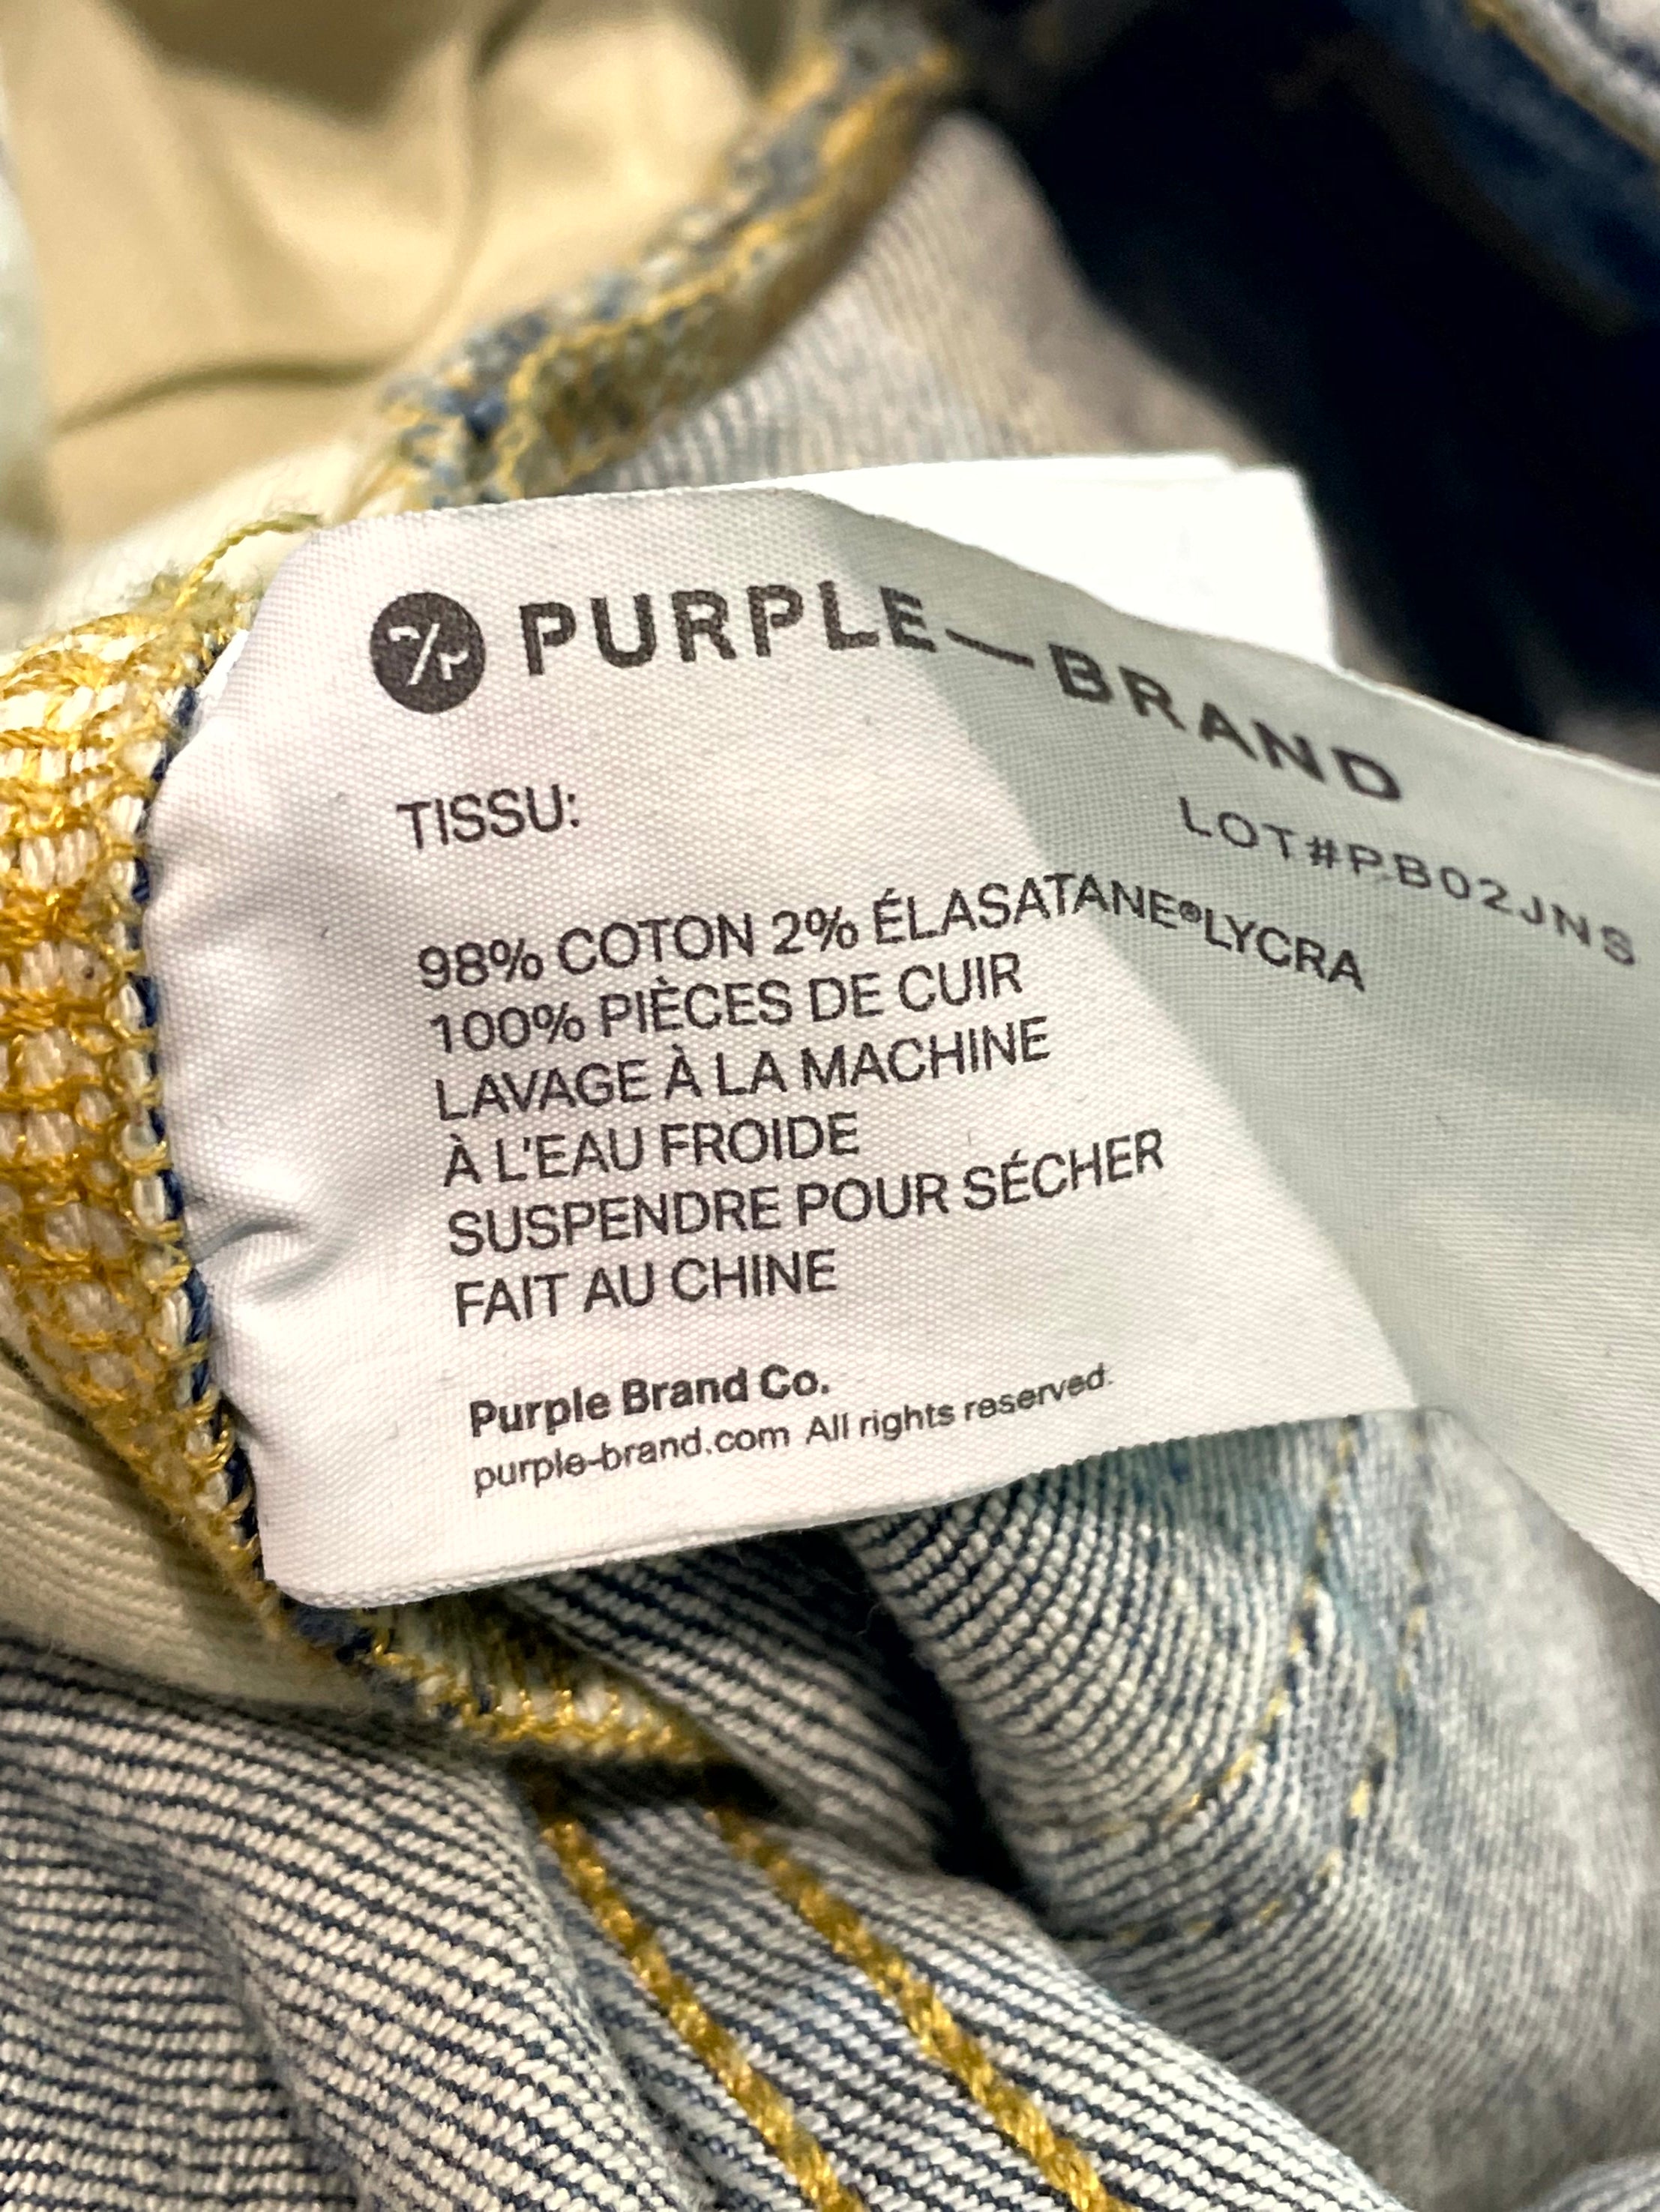 PURPLE—BRAND
LOT#PB02JNS
TISSU:
98% COTON 2% ÉLASATANE®LYCRA
100% PIÈCES DE CUIR
LAVAGE À LA MACHINE
À L'EAU FROIDE
SUSPENDRE POUR SÉCHER
FAIT AU CHINE
Purple Brand Co.
purple-brand.com All rights reserved.